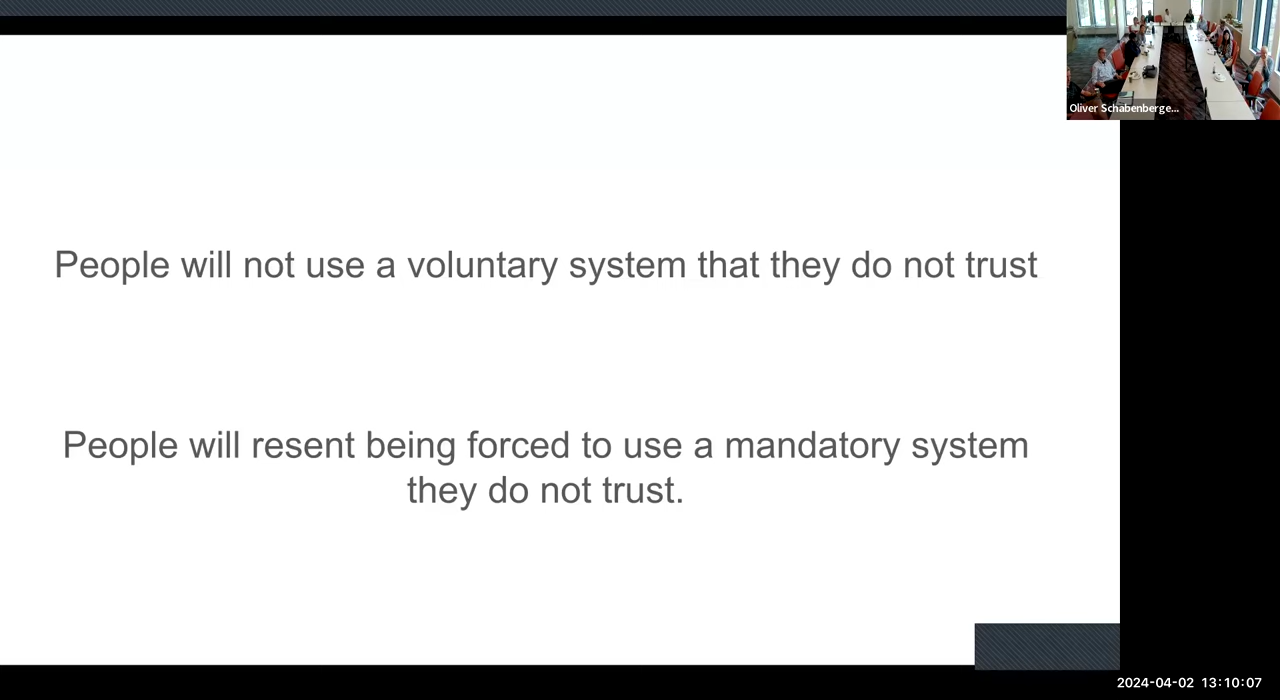 Oliver Schabenberge...
People will not use a voluntary system that they do not trust
People will resent being forced to use a mandatory system
they do not trust.
2024-04-02 13:10:07